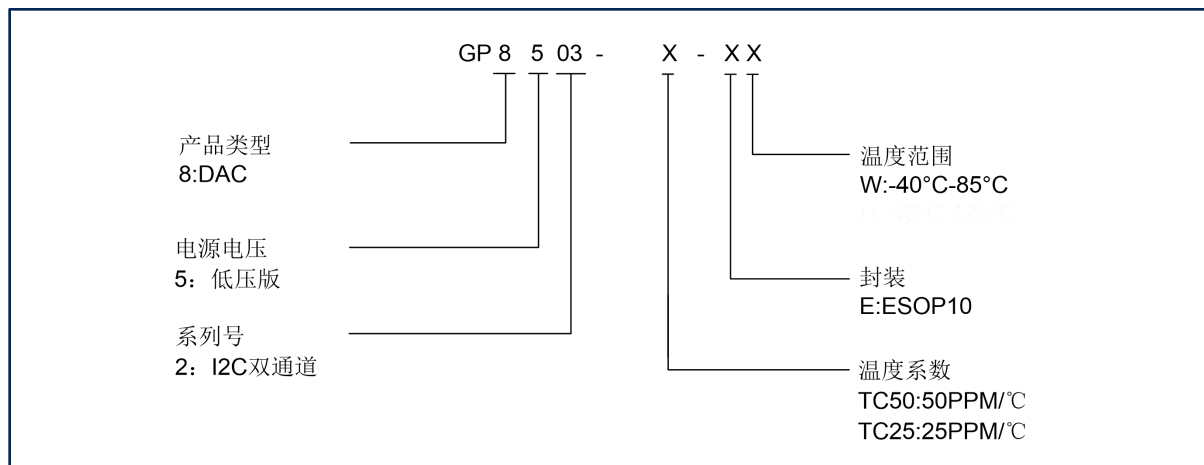 GP 8 5 03 - X - X X
产品类型
8:DAC
电源电压
5：低压版
系列号
2：I2C双通道
温度范围
W:-40°C-85°C
封装
E:ESOP10
温度系数
TC50:50PPM/℃
TC25:25PPM/℃